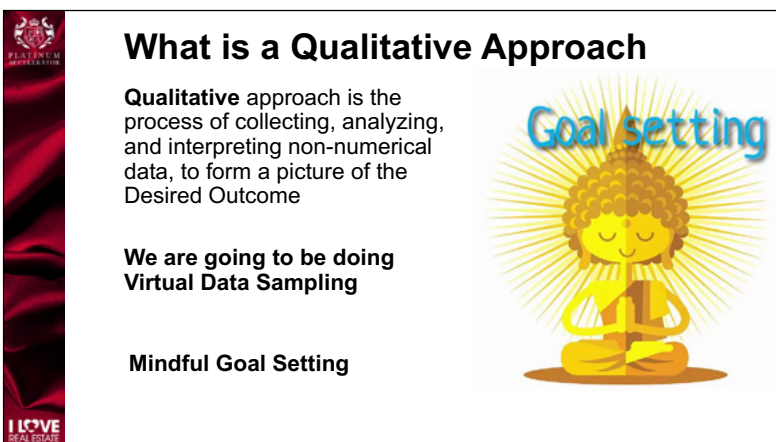 PLATINUM
ACCELERATOR
What is a Qualitative Approach
Qualitative approach is the
process of collecting, analyzing,
and interpreting non-numerical
data, to form a picture of the
Desired Outcome
Goal setting
We are going to be doing
Virtual Data Sampling
Mindful Goal Setting
I LOVE
REAL ESTATE